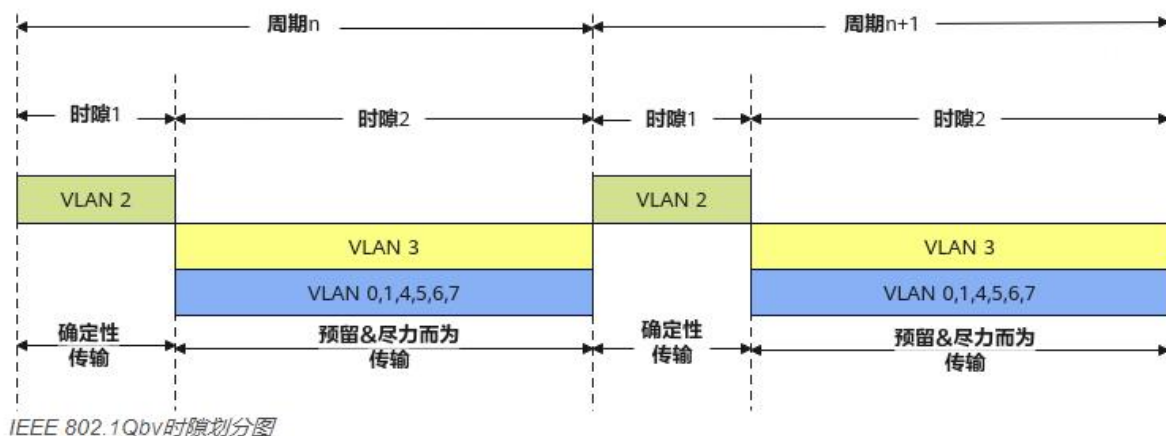 周期n 周期n+1
时隙1 时隙2 时隙1 时隙2
VLAN 2 VLAN 2
VLAN 3 VLAN 3
VLAN 0,1,4,5,6,7 VLAN 0,1,4,5,6,7
确定性 预留&尽力而为 确定性 预留&尽力而为
传输 传输 传输 传输
IEEE 802.1Qbv时隙划分图